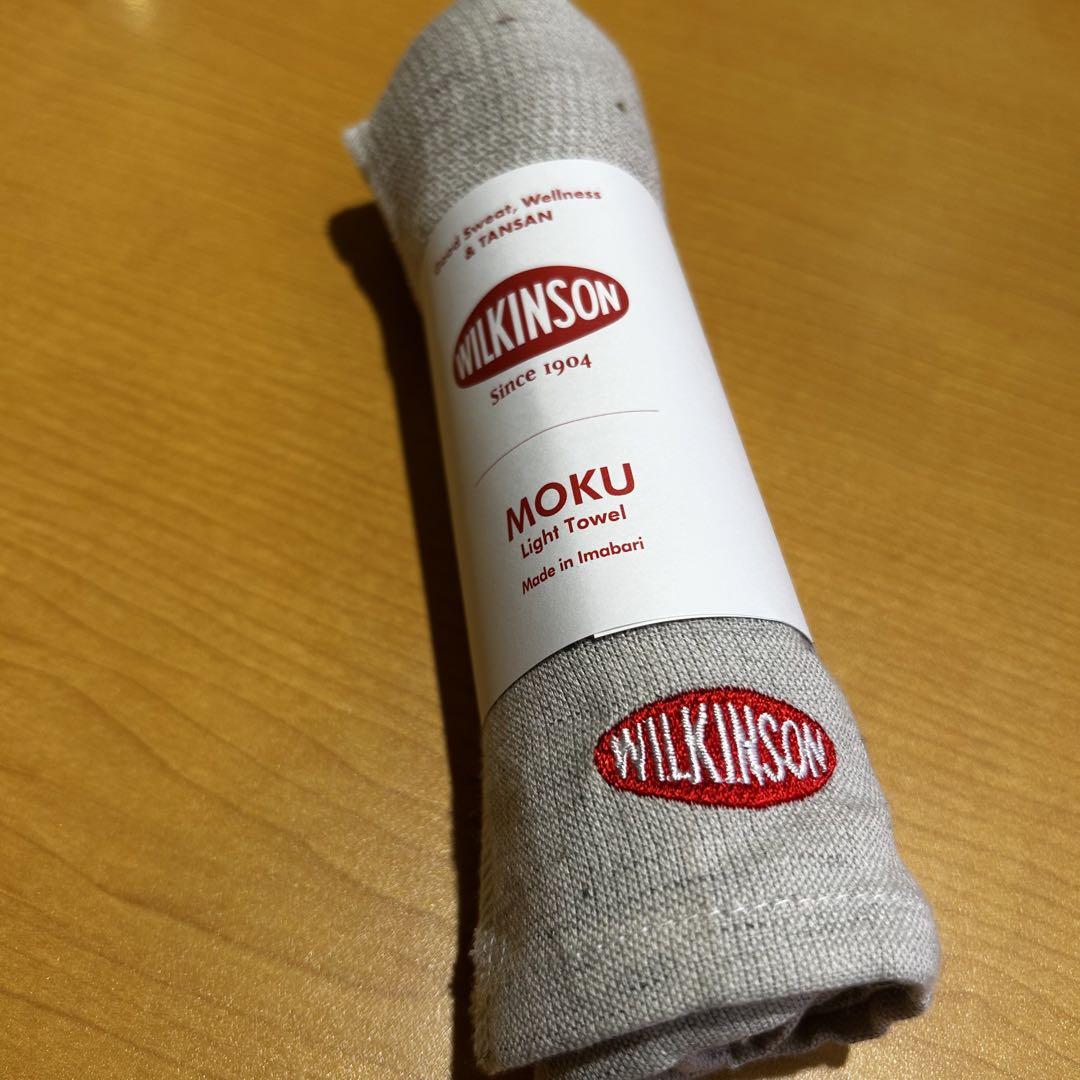 Good Sweat, Wellness
& TANSAN
WILKINSON
Since 1904
MOKU
Light Towel
Made in Imabari
WILKINSON